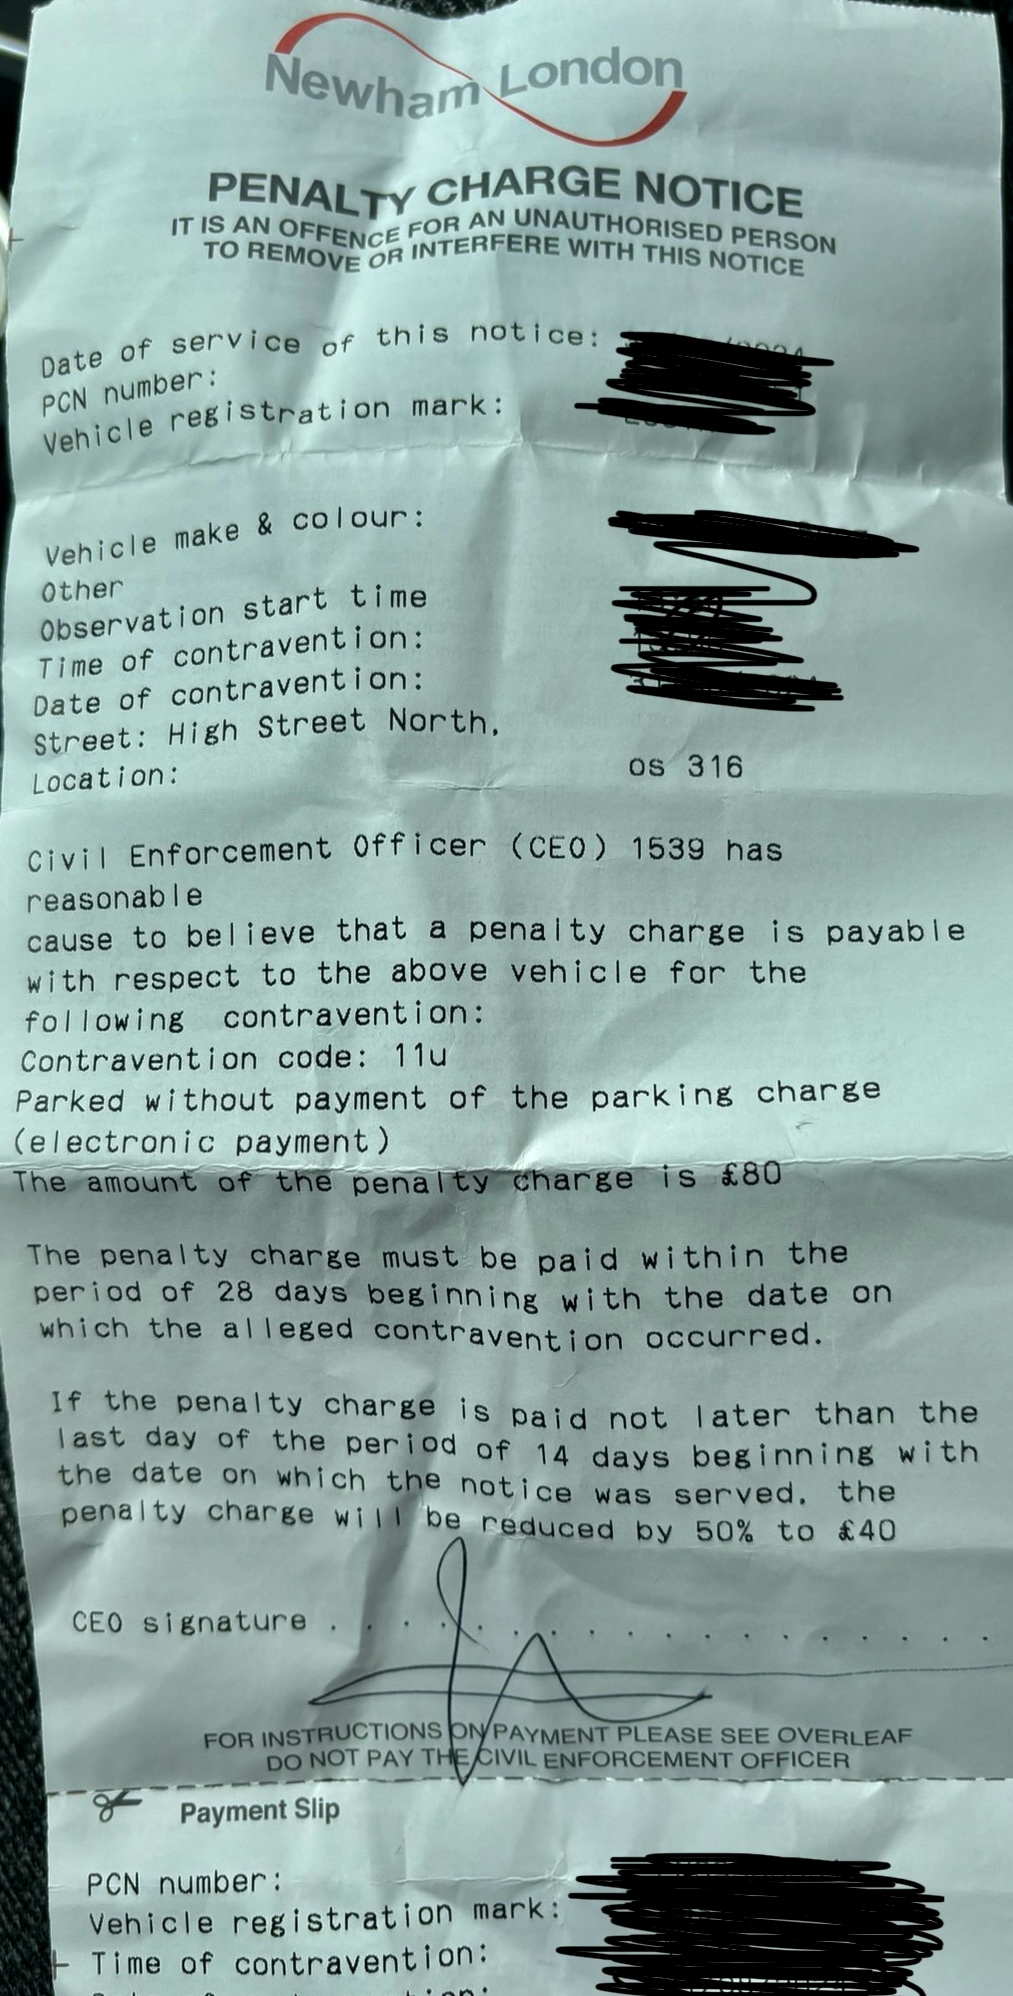 Newham London
PENALTY CHARGE NOTICE
IT IS AN OFFENCE FOR AN UNAUTHORISED PERSON
TO REMOVE OR INTERFERE WITH THIS NOTICE
Date of service of this notice:
PCN number:
Vehicle registration mark:
Vehicle make & colour:
Other
Observation start time
Time of contravention:
Date of contravention:
Street: High Street North,
Location: os 316
Civil Enforcement Officer (CEO) 1539 has
reasonable
cause to believe that a penalty charge is payable
with respect to the above vehicle for the
following contravention:
Contravention code: 11u
Parked without payment of the parking charge
(electronic payment)
The amount of the penalty charge is £80
The penalty charge must be paid within the
period of 28 days beginning with the date on
which the alleged contravention occurred.
If the penalty charge is paid not later than the
last day of the period of 14 days beginning with
the date on which the notice was served, the
penalty charge will be reduced by 50% to £40
CEO signature . . . . . . . . . . . . . . . . . . .
FOR INSTRUCTIONS ON PAYMENT PLEASE SEE OVERLEAF
DO NOT PAY THE CIVIL ENFORCEMENT OFFICER
Payment Slip
PCN number:
Vehicle registration mark:
Time of contravention: